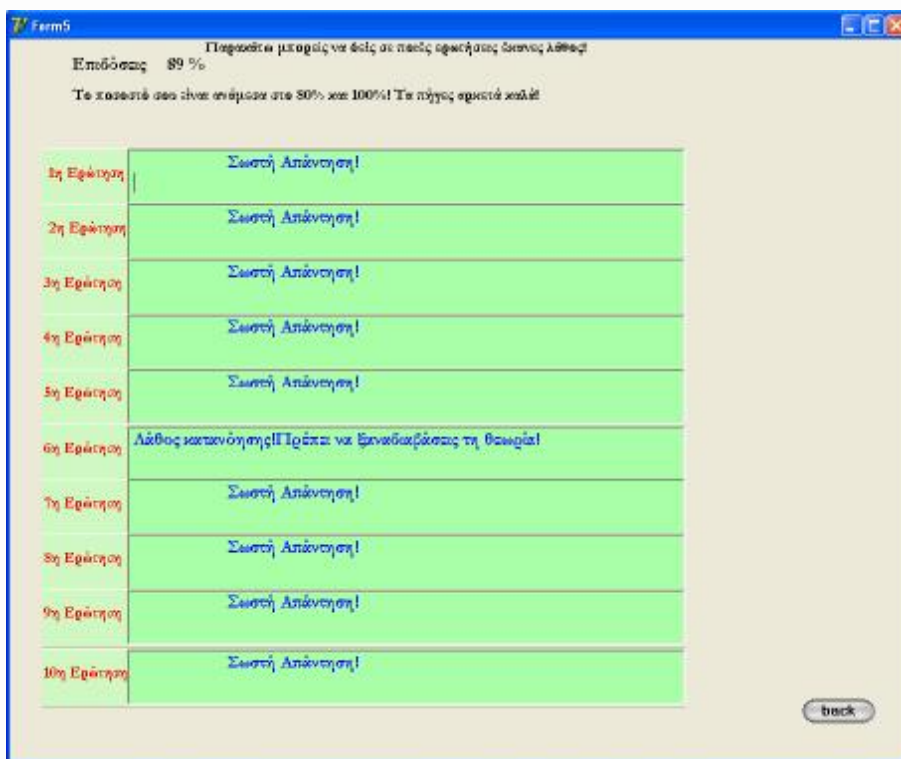 Form5
Παρακάτω μπορείς να δείς σε ποιές ερωτήσεις έκανες λάθος!
Επιδόσεις 89 %
Το ποσοστό σου είναι ανάμεσα στο 80% και 100%! Τα πήγες αρκετά καλά!
1η Ερώτηση Σωστή Απάντηση!
2η Ερώτηση Σωστή Απάντηση!
3η Ερώτηση Σωστή Απάντηση!
4η Ερώτηση Σωστή Απάντηση!
5η Ερώτηση Σωστή Απάντηση!
6η Ερώτηση Λάθος κατανόησης!Πρέπει να ξαναδιαβάσεις τη θεωρία!
7η Ερώτηση Σωστή Απάντηση!
8η Ερώτηση Σωστή Απάντηση!
9η Ερώτηση Σωστή Απάντηση!
10η Ερώτηση Σωστή Απάντηση!
back